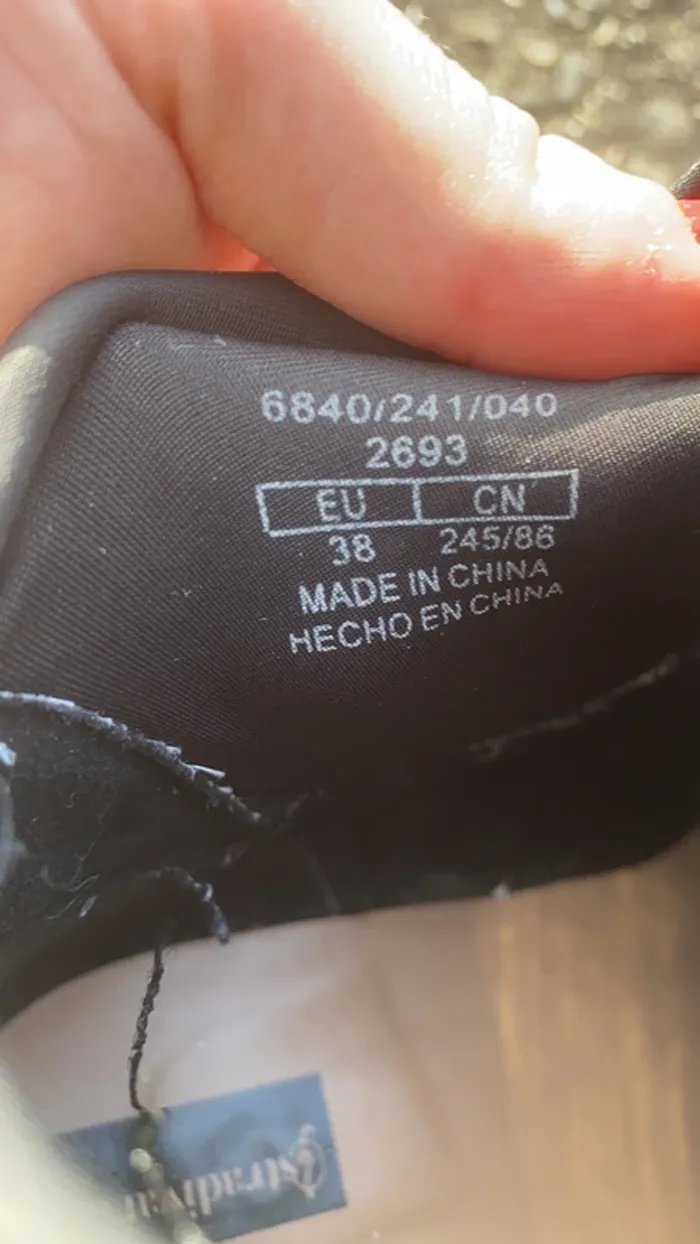 6840/241/040
2693
EU CN
38 245/86
MADE IN CHINA
HECHO EN CHINA